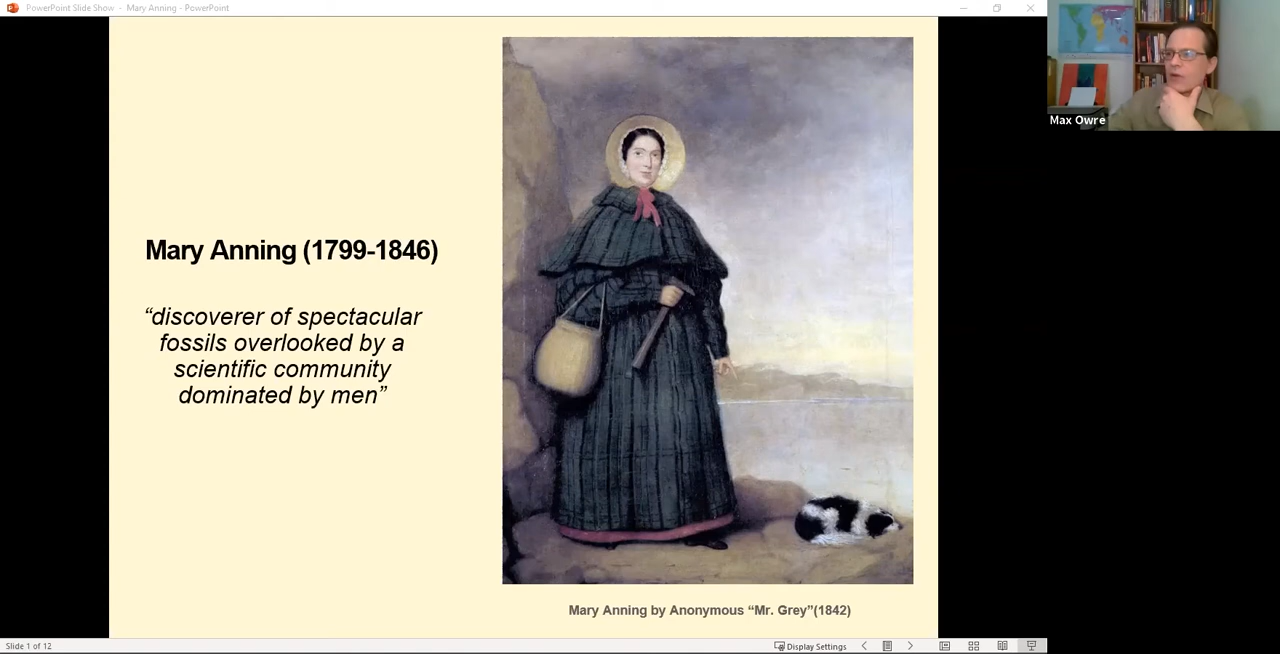 PowerPoint Slide Show - Mary Anning - PowerPoint
Max Owre
Mary Anning (1799-1846)
“discoverer of spectacular
fossils overlooked by a
scientific community
dominated by men”
Mary Anning by Anonymous “Mr. Grey”(1842)
Slide 1 of 12
Display Settings